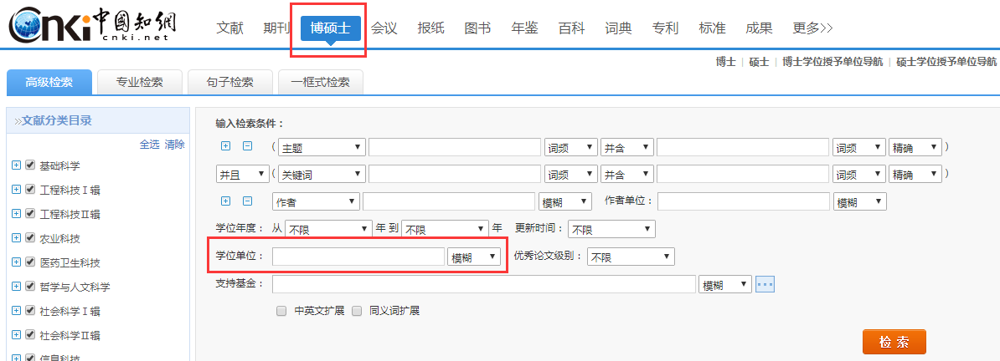 Cnki中國知網
cnki.net
文献 期刊 博硕士 会议 报纸 图书 年鉴 百科 词典 专利 标准 成果 更多>>
博士 | 硕士 | 博士学位授予单位导航 | 硕士学位授予单位导航
高级检索 专业检索 句子检索 一框式检索
文献分类目录
全选 清除
基础科学
工程科技Ⅰ辑
工程科技Ⅱ辑
农业科技
医药卫生科技
哲学与人文科学
社会科学Ⅰ辑
社会科学Ⅱ辑
信息科技
输入检索条件：
( 主题 词频 并含 词频 精确 )
并且 ( 关键词 词频 并含 词频 精确 )
作者 模糊 作者单位： 模糊
学位年度： 从 不限 年 到 不限 年 更新时间： 不限
学位单位： 模糊 优秀论文级别： 不限
支持基金： 模糊
中英文扩展 同义词扩展
检索